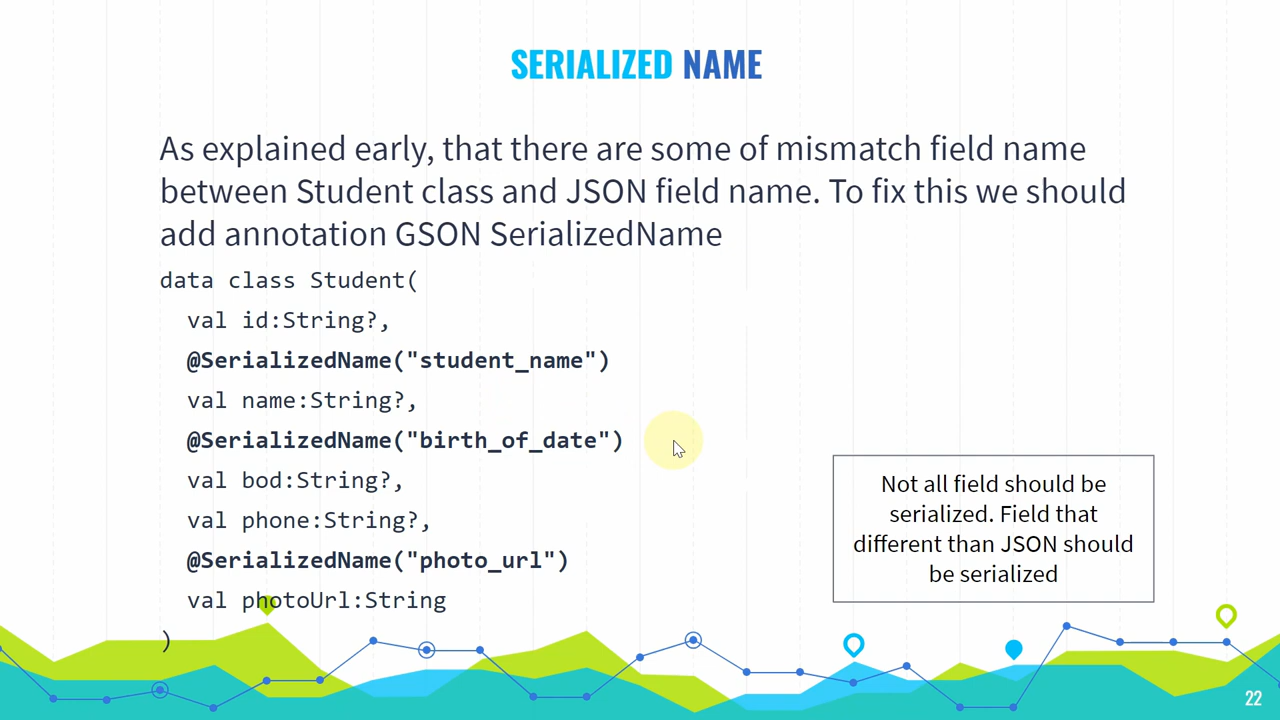 SERIALIZED NAME
As explained early, that there are some of mismatch field name
between Student class and JSON field name. To fix this we should
add annotation GSON SerializedName
data class Student(
val id:String?,
@SerializedName("student_name")
val name:String?,
@SerializedName("birth_of_date")
val bod:String?,
val phone:String?,
@SerializedName("photo_url")
val photoUrl:String
)
Not all field should be
serialized. Field that
different than JSON should
be serialized
22